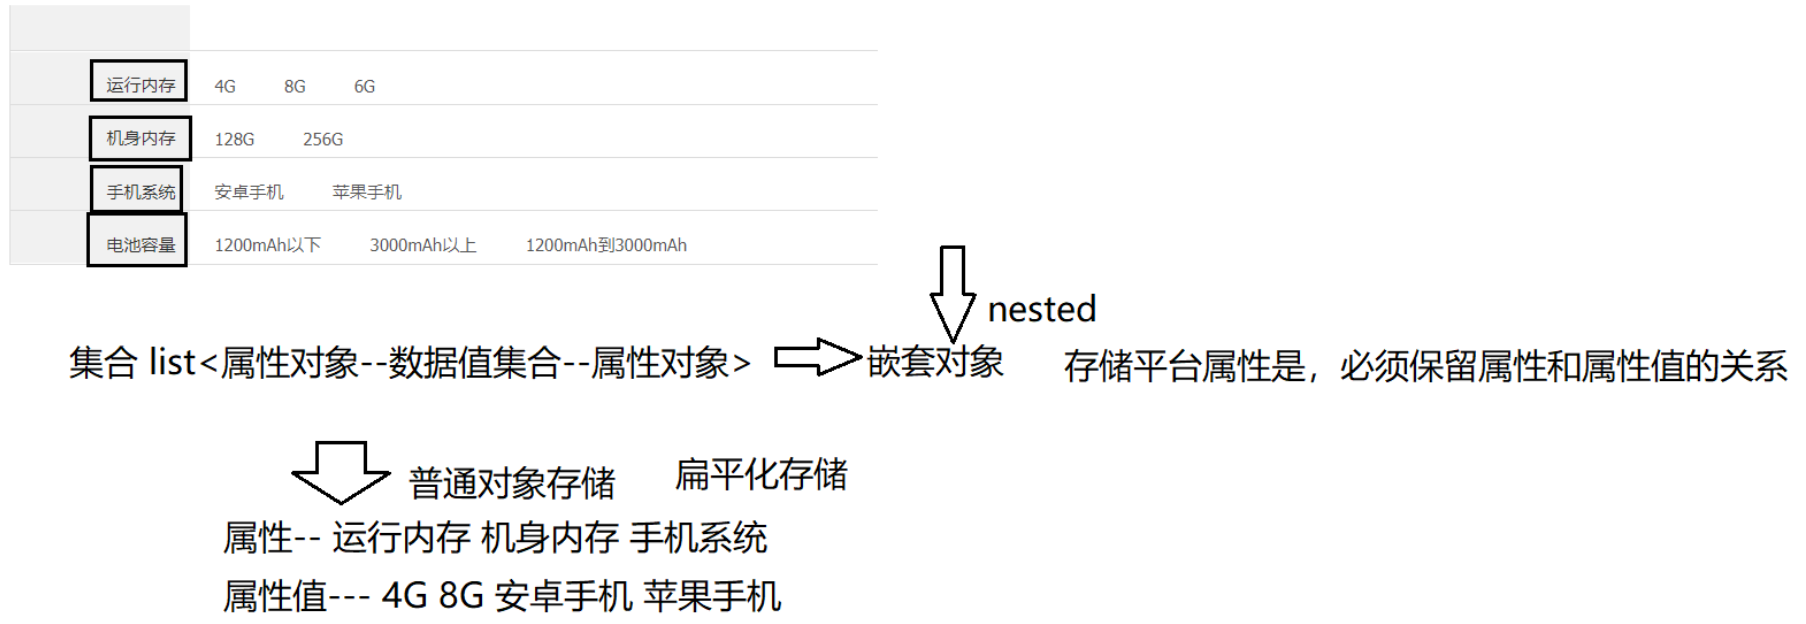 运行内存 4G 8G 6G
机身内存 128G 256G
手机系统 安卓手机 苹果手机
电池容量 1200mAh以下 3000mAh以上 1200mAh到3000mAh
nested
集合 list<属性对象--数据值集合--属性对象> 嵌套对象 存储平台属性是，必须保留属性和属性值的关系
普通对象存储 扁平化存储
属性-- 运行内存 机身内存 手机系统
属性值--- 4G 8G 安卓手机 苹果手机